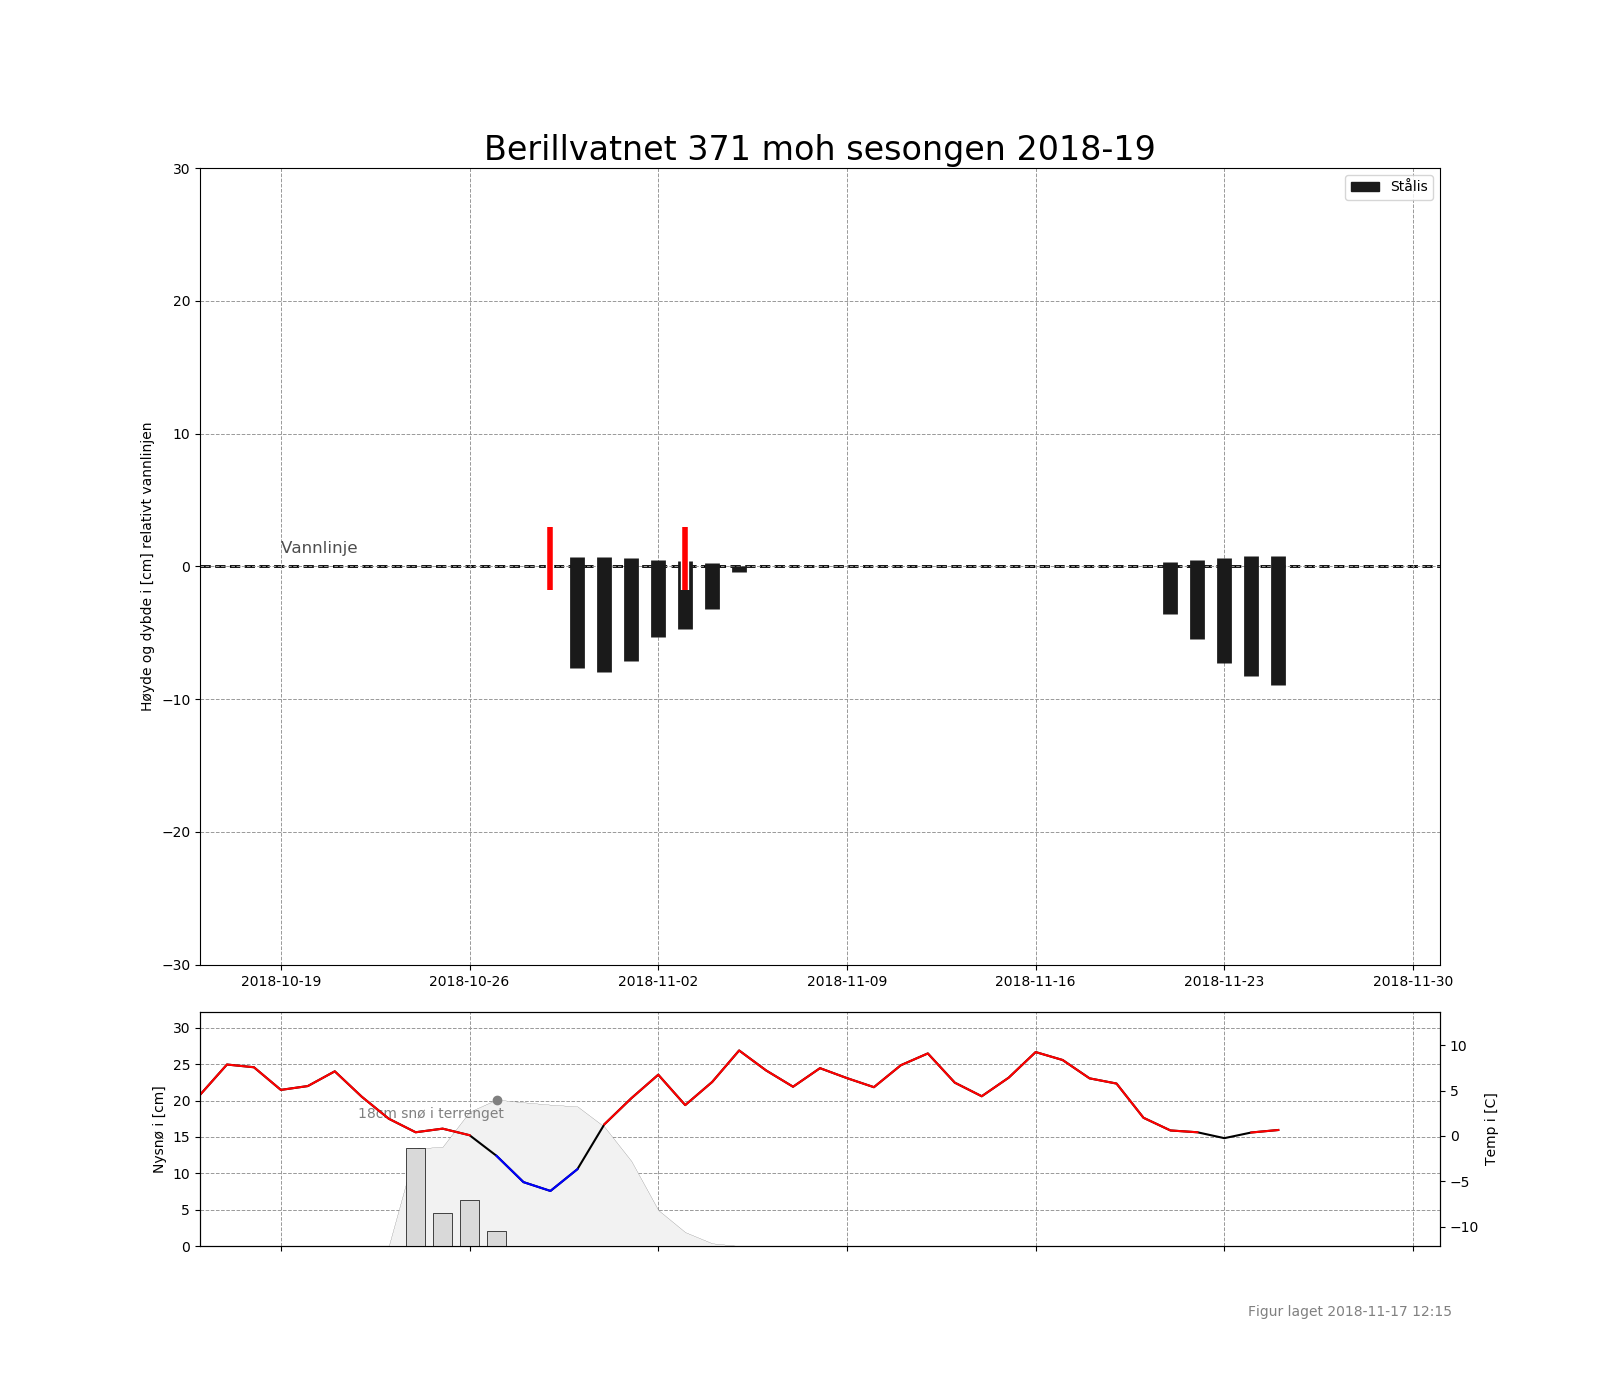 Berillvatnet 371 moh sesongen 2018-19
Stålis
30
20
10
0
−10
−20
−30
Høyde og dybde i [cm] relativt vannlinjen
Vannlinje
2018-10-19 2018-10-26 2018-11-02 2018-11-09 2018-11-16 2018-11-23 2018-11-30
30
25
20
15
10
5
0
Nysnø i [cm]
18cm snø i terrenget
10
5
0
−5
−10
Temp i [C]
Figur laget 2018-11-17 12:15